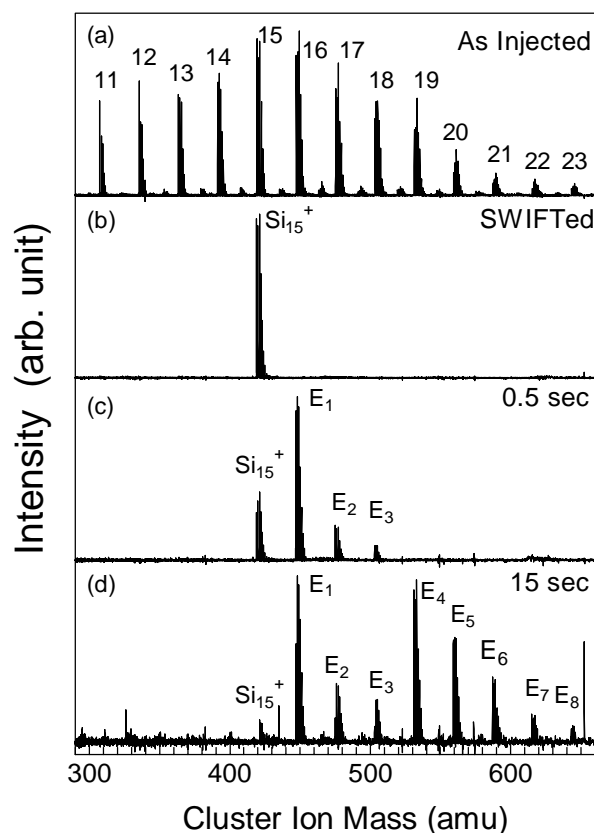 (a)
As Injected
11 12 13 14 15 16 17 18 19 20 21 22 23
(b)
SWIFTed
Si₁₅⁺
(c)
0.5 sec
Si₁₅⁺ E₁ E₂ E₃
(d)
15 sec
Si₁₅⁺ E₁ E₂ E₃ E₄ E₅ E₆ E₇ E₈
300 400 500 600
Cluster Ion Mass (amu)
Intensity (arb. unit)